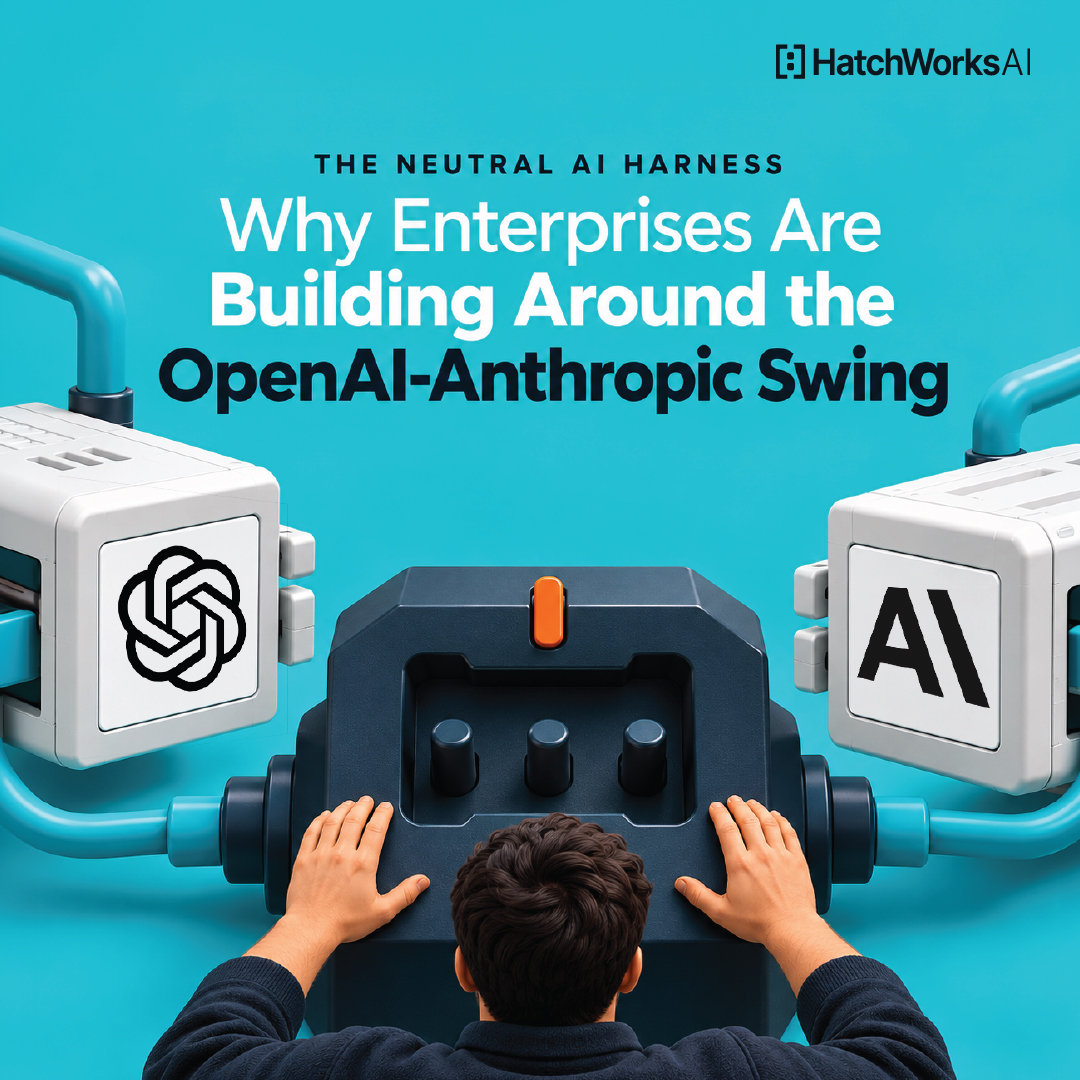 HatchWorksAI
THE NEUTRAL AI HARNESS
Why Enterprises Are
Building Around the
OpenAI-Anthropic Swing
AI